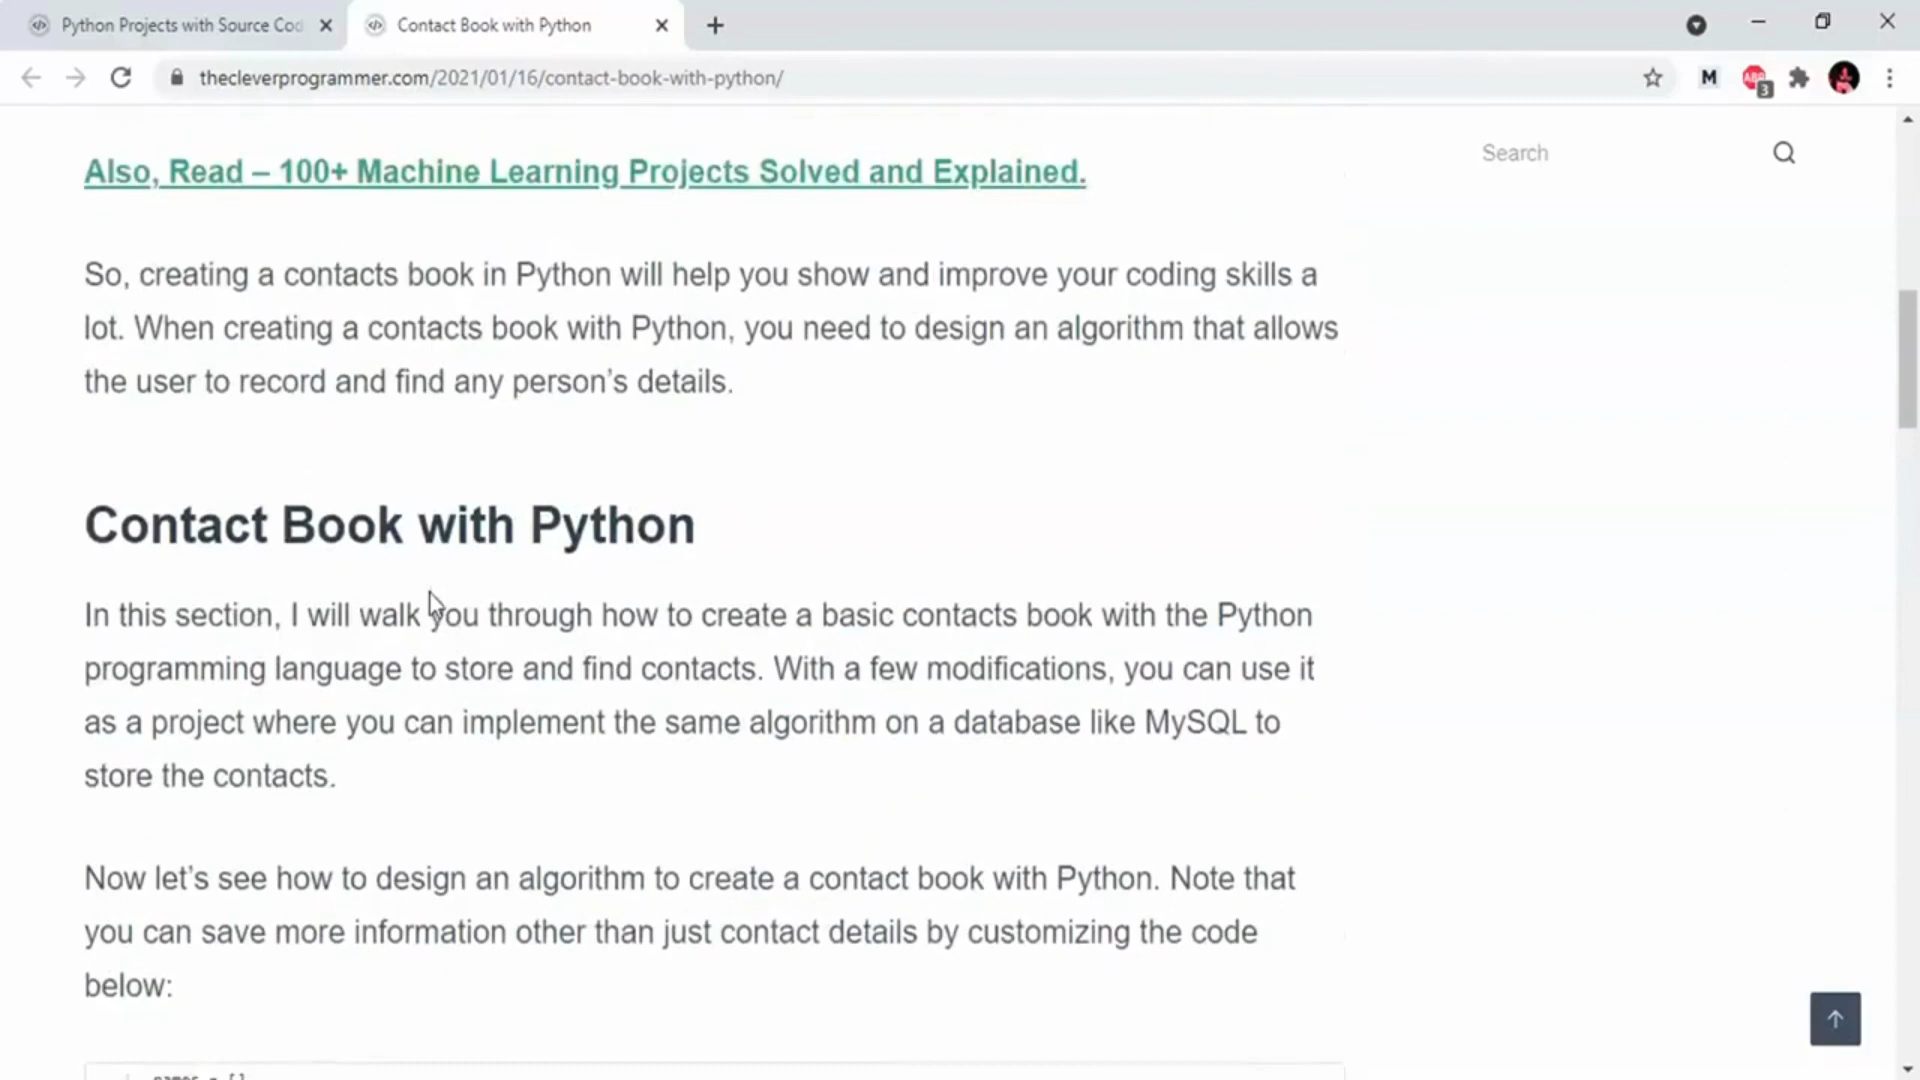 Python Projects with Source Cod
Contact Book with Python
thecleverprogrammer.com/2021/01/16/contact-book-with-python/
M
ABP
3
Also, Read – 100+ Machine Learning Projects Solved and Explained.
Search
So, creating a contacts book in Python will help you show and improve your coding skills a
lot. When creating a contacts book with Python, you need to design an algorithm that allows
the user to record and find any person’s details.
Contact Book with Python
In this section, I will walk you through how to create a basic contacts book with the Python
programming language to store and find contacts. With a few modifications, you can use it
as a project where you can implement the same algorithm on a database like MySQL to
store the contacts.
Now let’s see how to design an algorithm to create a contact book with Python. Note that
you can save more information other than just contact details by customizing the code
below:
names = []